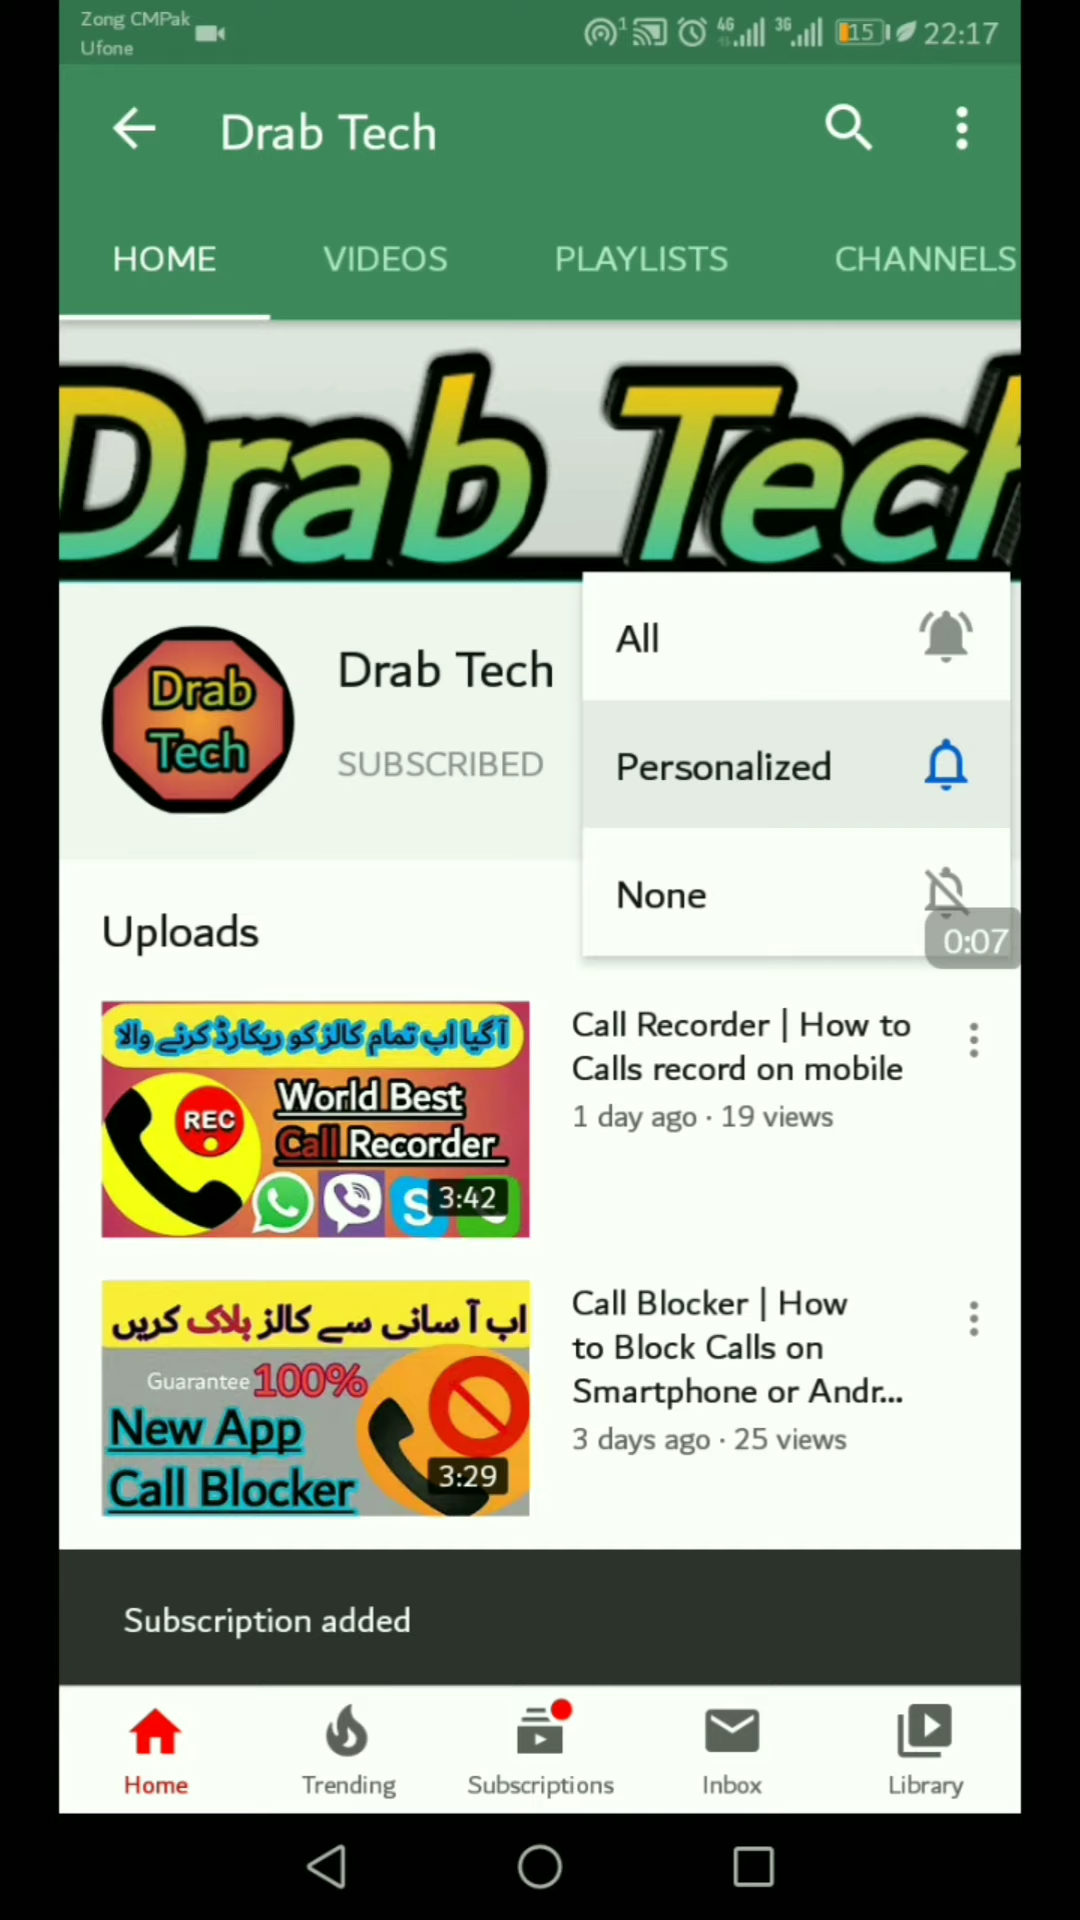 Zong CMPak
Ufone
1 4G 3G 15 22:17
Drab Tech
HOME VIDEOS PLAYLISTS CHANNELS
Drab Tech
All
Drab Tech
Drab
Tech
SUBSCRIBED
Personalized
None
0:07
Uploads
آگیا اب تمام کالز کو ریکارڈ کرنے والا
REC
World Best
Call Recorder
S
3:42
Call Recorder | How to
Calls record on mobile
1 day ago · 19 views
اب آسانی سے کالز بلاک کریں
Guarantee 100%
New App
Call Blocker
3:29
Call Blocker | How
to Block Calls on
Smartphone or Andr...
3 days ago · 25 views
Subscription added
Home Trending Subscriptions Inbox Library